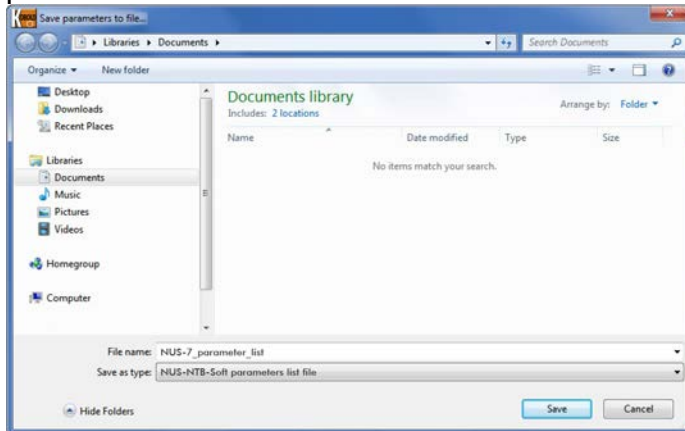 KOBOLD
Save parameters to file...
Libraries Documents
Search Documents
Organize New folder
Desktop
Downloads
Recent Places
Libraries
Documents
Music
Pictures
Videos
Homegroup
Computer
Documents library
Includes: 2 locations
Arrange by: Folder
Name Date modified Type Size
No items match your search.
File name: NUS-7_parameter_list
Save as type: NUS-NTB-Soft parameters list file
Hide Folders
Save Cancel